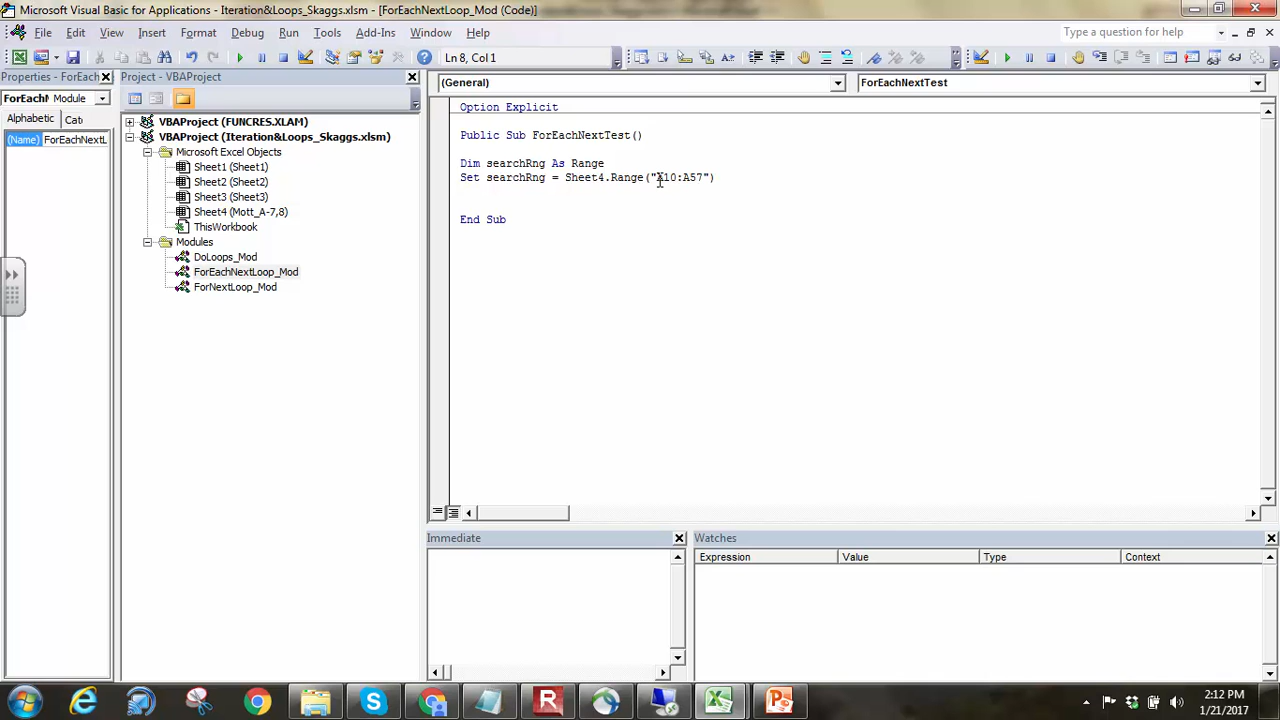 Microsoft Visual Basic for Applications - Iteration&Loops_Skaggs.xlsm - [ForEachNextLoop_Mod (Code)]
File Edit View Insert Format Debug Run Tools Add-Ins Window Help
Type a question for help
Ln 8, Col 1
Properties - ForEach
Project - VBAProject
(General)
ForEachNextTest
ForEachN Module
Alphabetic Cate
(Name) ForEachNextL
VBAProject (FUNCRES.XLAM)
VBAProject (Iteration&Loops_Skaggs.xlsm)
Microsoft Excel Objects
Sheet1 (Sheet1)
Sheet2 (Sheet2)
Sheet3 (Sheet3)
Sheet4 (Mott_A-7,8)
ThisWorkbook
Modules
DoLoops_Mod
ForEachNextLoop_Mod
ForNextLoop_Mod
Option Explicit
Public Sub ForEachNextTest()
Dim searchRng As Range
Set searchRng = Sheet4.Range("A10:A57")
End Sub
Immediate
Watches
Expression Value Type Context
2:12 PM
1/21/2017